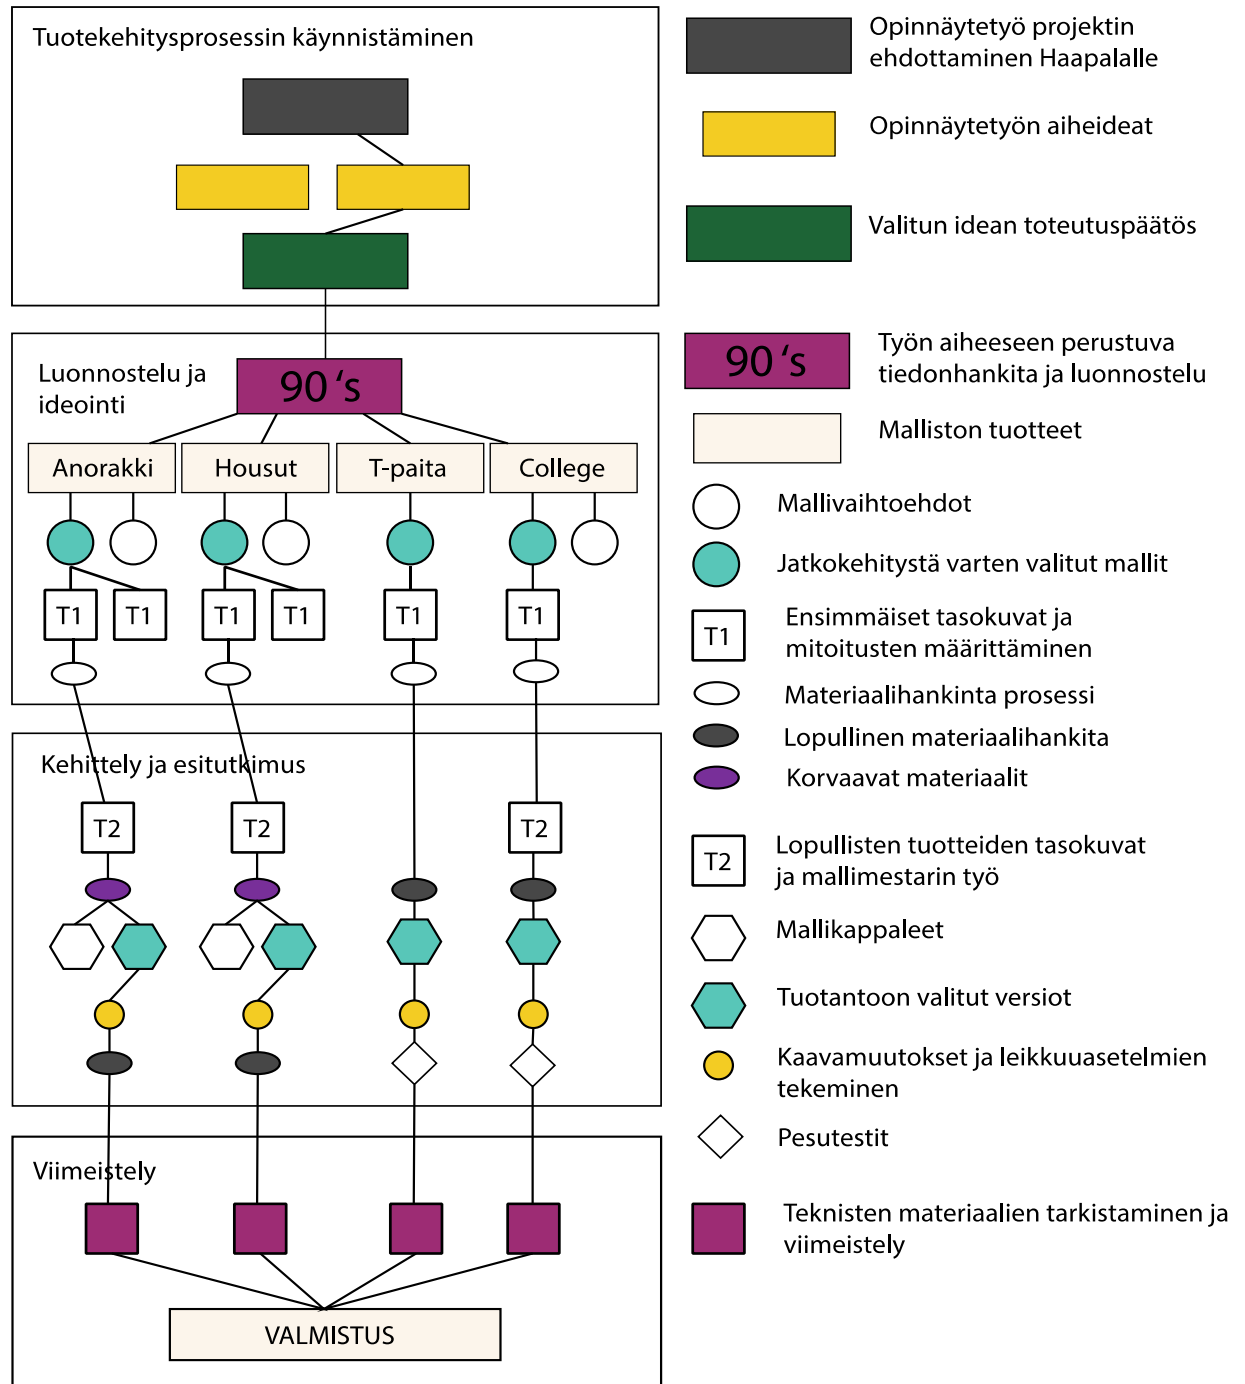 Tuotekehitysprosessin käynnistäminen
Opinnäytetyö projektin
ehdottaminen Haapalalle
Opinnäytetyön aiheideat
Valitun idean toteutuspäätös
Luonnostelu ja
ideointi
90 ‘s
Anorakki
Housut
T-paita
College
T1
T1
T1
T1
T1
T1
90 ‘s
Työn aiheeseen perustuva
tiedonhankita ja luonnostelu
Malliston tuotteet
Mallivaihtoehdot
Jatkokehitystä varten valitut mallit
T1
Ensimmäiset tasokuvat ja
mitoitusten määrittäminen
Materiaalihankinta prosessi
Lopullinen materiaalihankita
Korvaavat materiaalit
Kehittely ja esitutkimus
T2
T2
T2
T2
Lopullisten tuotteiden tasokuvat
ja mallimestarin työ
Mallikappaleet
Tuotantoon valitut versiot
Kaavamuutokset ja leikkuuasetelmien
tekeminen
Pesutestit
Viimeistely
Teknisten materiaalien tarkistaminen ja
viimeistely
VALMISTUS